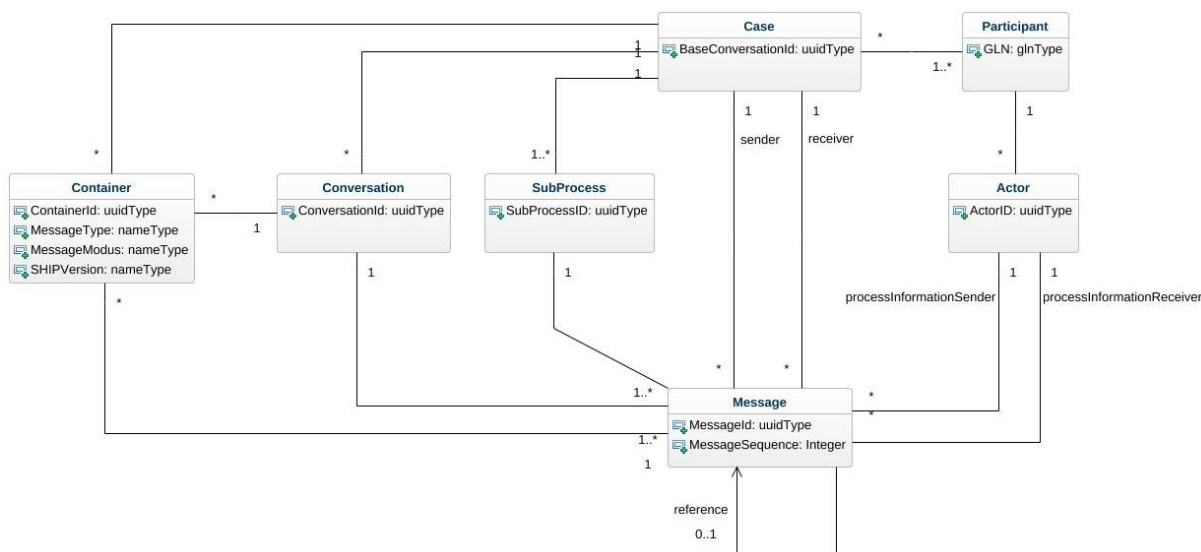 Case
BaseConversationId: uuidType
Participant
GLN: glnType
1
1
1
*
1..*
1
sender
1
receiver
1
*
*
1..*
*
Container
ContainerId: uuidType
MessageType: nameType
MessageModus: nameType
SHIPVersion: nameType
*
1
Conversation
ConversationId: uuidType
SubProcess
SubProcessID: uuidType
Actor
ActorID: uuidType
*
1
1
1
1
processInformationSender
processInformationReceiver
*
*
1..*
*
*
Message
MessageId: uuidType
MessageSequence: Integer
1..*
1
reference
0..1